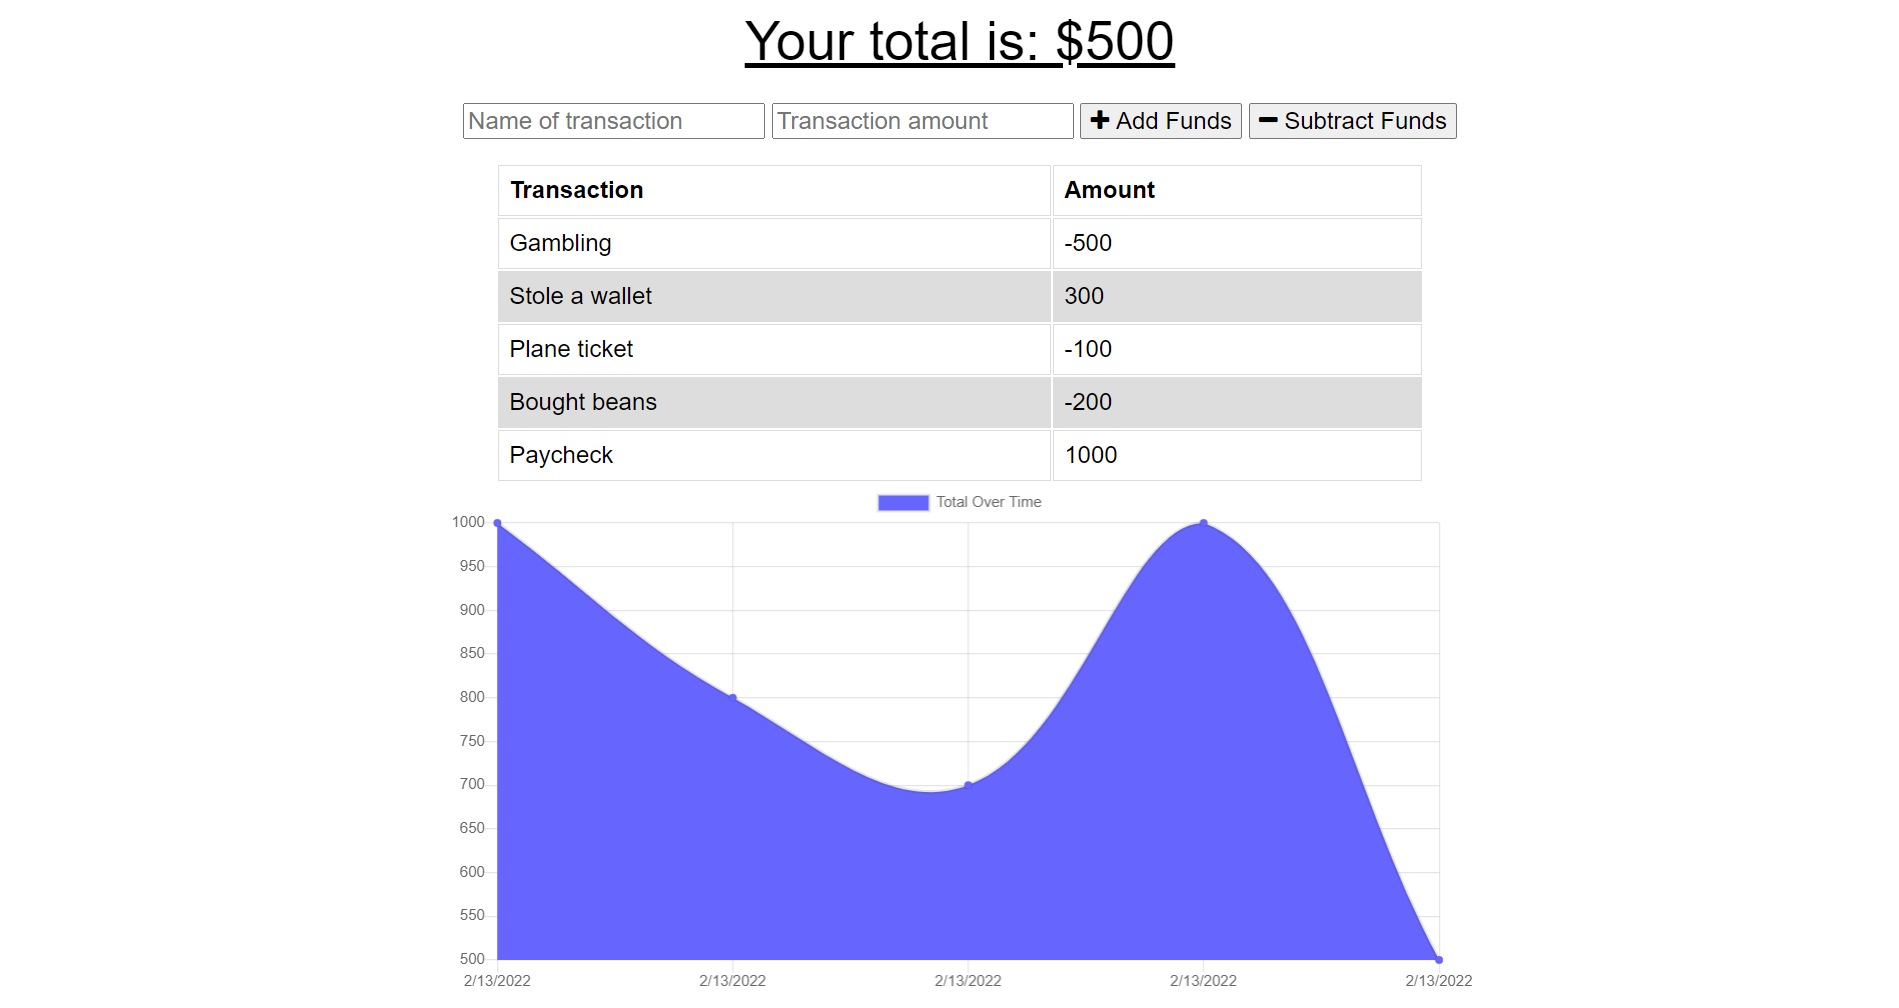 Your total is: $500
Name of transaction Transaction amount Add Funds Subtract Funds
Transaction Amount
Gambling -500
Stole a wallet 300
Plane ticket -100
Bought beans -200
Paycheck 1000
Total Over Time
1000
950
900
850
800
750
700
650
600
550
500
2/13/2022 2/13/2022 2/13/2022 2/13/2022 2/13/2022